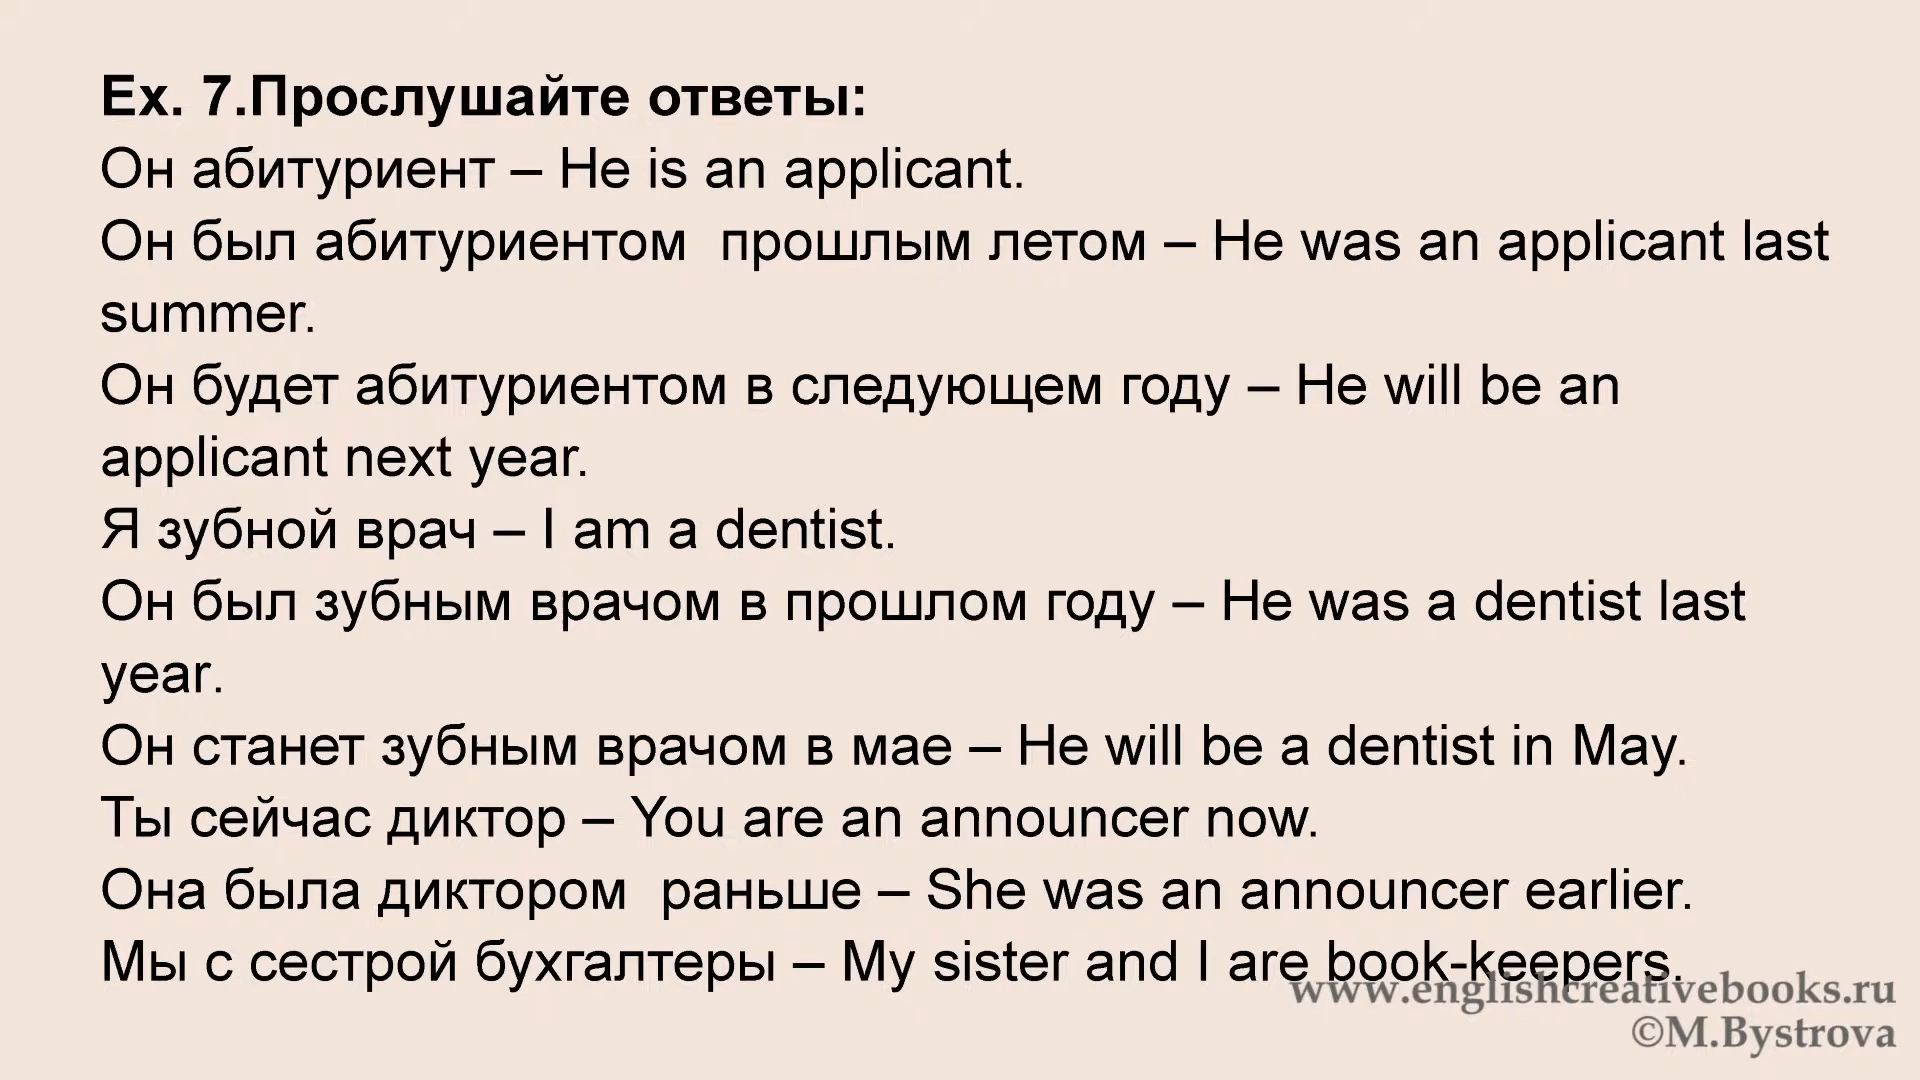 Ex. 7.Прослушайте ответы:
Он абитуриент – He is an applicant.
Он был абитуриентом  прошлым летом – He was an applicant last
summer.
Он будет абитуриентом в следующем году – He will be an
applicant next year.
Я зубной врач – I am a dentist.
Он был зубным врачом в прошлом году – He was a dentist last
year.
Он станет зубным врачом в мае – He will be a dentist in May.
Ты сейчас диктор – You are an announcer now.
Она была диктором  раньше – She was an announcer earlier.
Мы с сестрой бухгалтеры – My sister and I are book-keepers.
www.englishcreativebooks.ru
©M.Bystrova